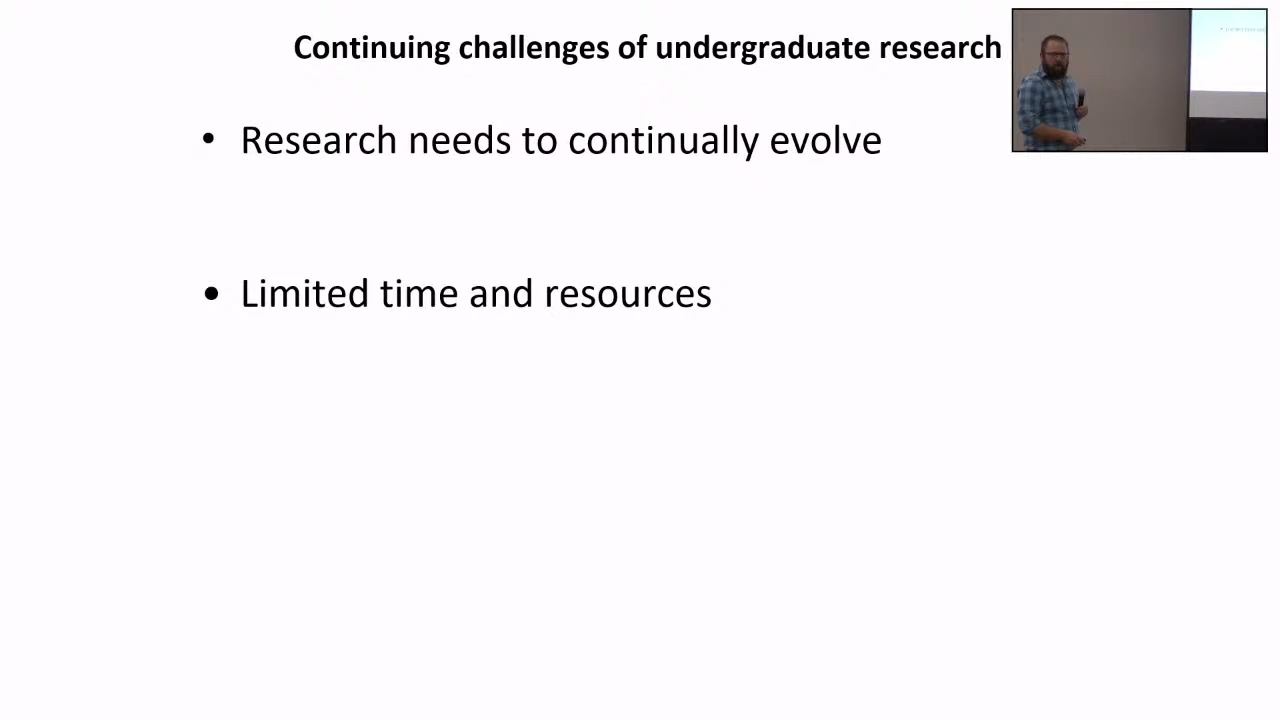 Continuing challenges of undergraduate research
• Research needs to continually evolve
• Limited time and resources